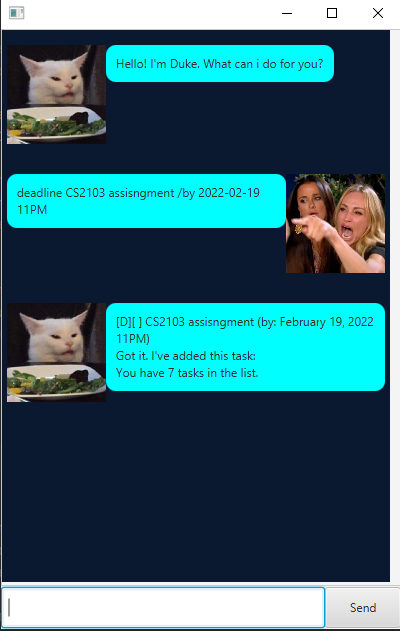 Hello! I'm Duke. What can i do for you?
deadline CS2103 assisngment /by 2022-02-19
11PM
[D][ ] CS2103 assisngment (by: February 19, 2022
11PM)
Got it. I've added this task:
You have 7 tasks in the list.
Send